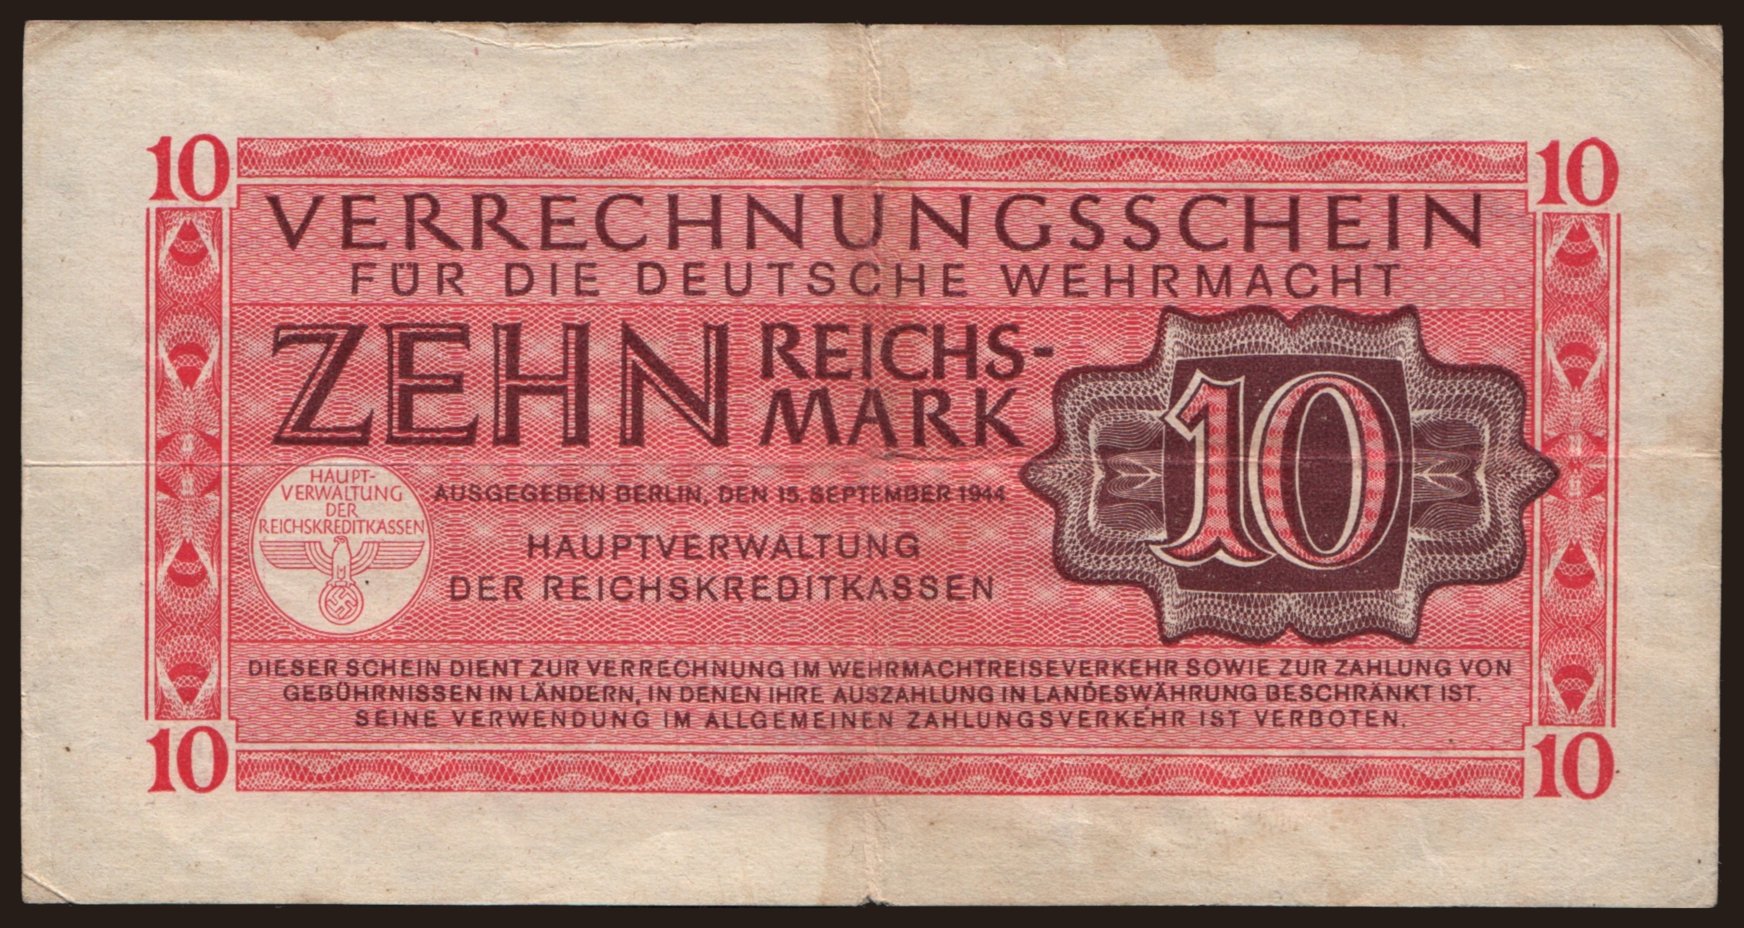 10
10
VERRECHNUNGSSCHEIN
FÜR DIE DEUTSCHE WEHRMACHT
ZEHN REICHS-
MARK
10
HAUPT-
VERWALTUNG
DER
REICHSKREDITKASSEN
M
AUSGEGEBEN BERLIN, DEN 15. SEPTEMBER 1944
HAUPTVERWALTUNG
DER REICHSKREDITKASSEN
DIESER SCHEIN DIENT ZUR VERRECHNUNG IM WEHRMACHTREISEVERKEHR SOWIE ZUR ZAHLUNG VON
GEBÜHRNISSEN IN LÄNDERN, IN DENEN IHRE AUSZAHLUNG IN LANDESWÄHRUNG BESCHRÄNKT IST.
SEINE VERWENDUNG IM ALLGEMEINEN ZAHLUNGSVERKEHR IST VERBOTEN.
10
10